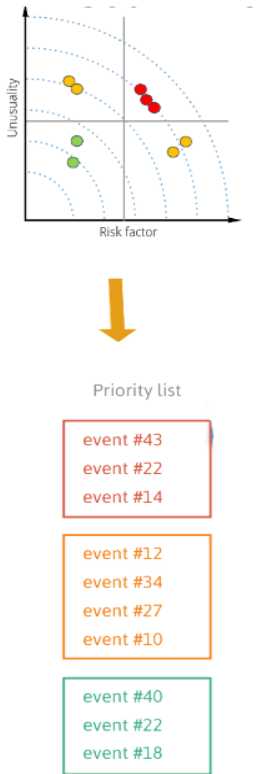 Unusuality
Risk factor
Priority list
event #43
event #22
event #14
event #12
event #34
event #27
event #10
event #40
event #22
event #18